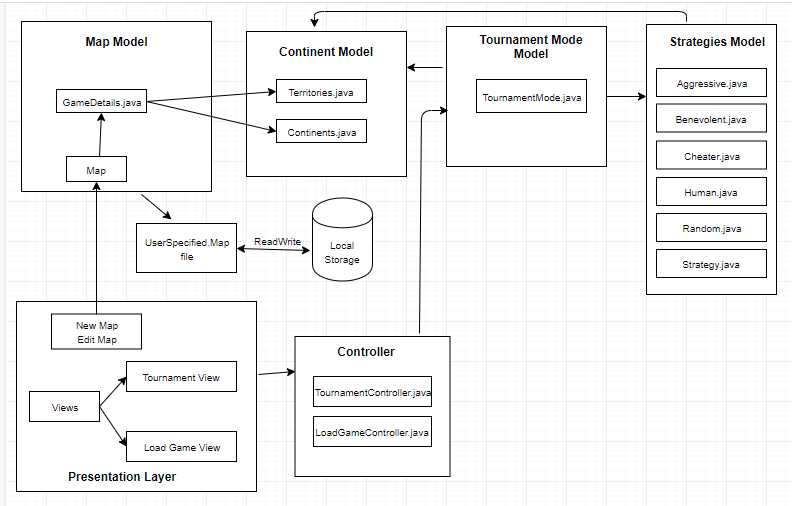 Map Model
GameDetails.java
Map
Continent Model
Territories.java
Continents.java
Tournament Mode
Model
TournamentMode.java
Strategies Model
Aggressive.java
Benevolent.java
Cheater.java
Human.java
Random.java
Strategy.java
UserSpecified.Map
file
ReadWrite
Local
Storage
New Map
Edit Map
Views
Tournament View
Load Game View
Presentation Layer
Controller
TournamentController.java
LoadGameController.java